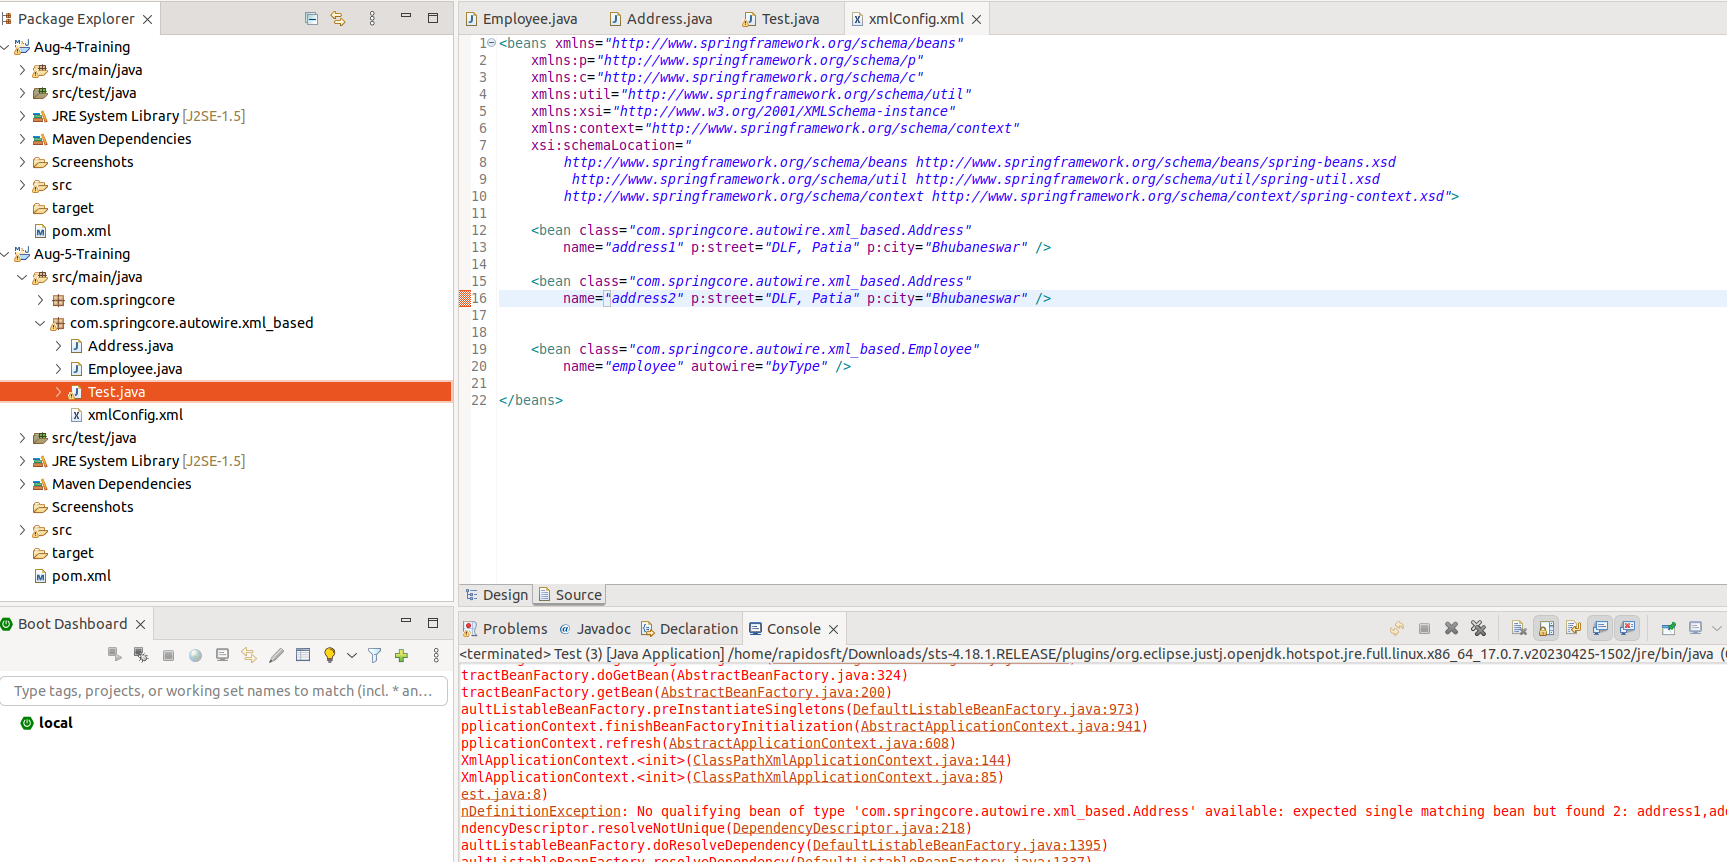 Package Explorer
Aug-4-Training
src/main/java
src/test/java
JRE System Library [J2SE-1.5]
Maven Dependencies
Screenshots
src
target
pom.xml
Aug-5-Training
src/main/java
com.springcore
com.springcore.autowire.xml_based
Address.java
Employee.java
Test.java
xmlConfig.xml
src/test/java
JRE System Library [J2SE-1.5]
Maven Dependencies
Screenshots
src
target
pom.xml
Boot Dashboard
Type tags, projects, or working set names to match (incl. * an...
local
Employee.java Address.java Test.java xmlConfig.xml
1 <beans xmlns="http://www.springframework.org/schema/beans"
2 xmlns:p="http://www.springframework.org/schema/p"
3 xmlns:c="http://www.springframework.org/schema/c"
4 xmlns:util="http://www.springframework.org/schema/util"
5 xmlns:xsi="http://www.w3.org/2001/XMLSchema-instance"
6 xmlns:context="http://www.springframework.org/schema/context"
7 xsi:schemaLocation="
8 http://www.springframework.org/schema/beans http://www.springframework.org/schema/beans/spring-beans.xsd
9 http://www.springframework.org/schema/util http://www.springframework.org/schema/util/spring-util.xsd
10 http://www.springframework.org/schema/context http://www.springframework.org/schema/context/spring-context.xsd">
11
12 <bean class="com.springcore.autowire.xml_based.Address"
13 name="address1" p:street="DLF, Patia" p:city="Bhubaneswar" />
14
15 <bean class="com.springcore.autowire.xml_based.Address"
16 name="address2" p:street="DLF, Patia" p:city="Bhubaneswar" />
17
18
19 <bean class="com.springcore.autowire.xml_based.Employee"
20 name="employee" autowire="byType" />
21
22 </beans>
Design Source
Problems Javadoc Declaration Console
<terminated> Test (3) [Java Application] /home/rapidosft/Downloads/sts-4.18.1.RELEASE/plugins/org.eclipse.justj.openjdk.hotspot.jre.full.linux.x86_64_17.0.7.v20230425-1502/jre/bin/java (
tractBeanFactory.doGetBean(AbstractBeanFactory.java:324)
tractBeanFactory.getBean(AbstractBeanFactory.java:200)
aultListableBeanFactory.preInstantiateSingletons(DefaultListableBeanFactory.java:973)
pplicationContext.finishBeanFactoryInitialization(AbstractApplicationContext.java:941)
pplicationContext.refresh(AbstractApplicationContext.java:608)
XmlApplicationContext.<init>(ClassPathXmlApplicationContext.java:144)
XmlApplicationContext.<init>(ClassPathXmlApplicationContext.java:85)
est.java:8)
nDefinitionException: No qualifying bean of type 'com.springcore.autowire.xml_based.Address' available: expected single matching bean but found 2: address1,add
ndencyDescriptor.resolveNotUnique(DependencyDescriptor.java:218)
aultListableBeanFactory.doResolveDependency(DefaultListableBeanFactory.java:1395)
aultListableBeanFactory.resolveDependency(DefaultListableBeanFactory.java:1337)